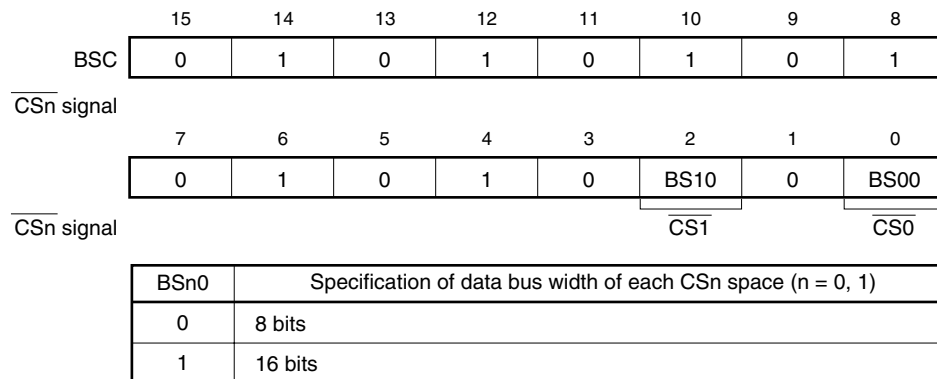 15 14 13 12 11 10 9 8
BSC 0 1 0 1 0 1 0 1
CSn signal
7 6 5 4 3 2 1 0
0 1 0 1 0 BS10 0 BS00
CSn signal CS1 CS0
BSn0 Specification of data bus width of each CSn space (n = 0, 1)
0 8 bits
1 16 bits